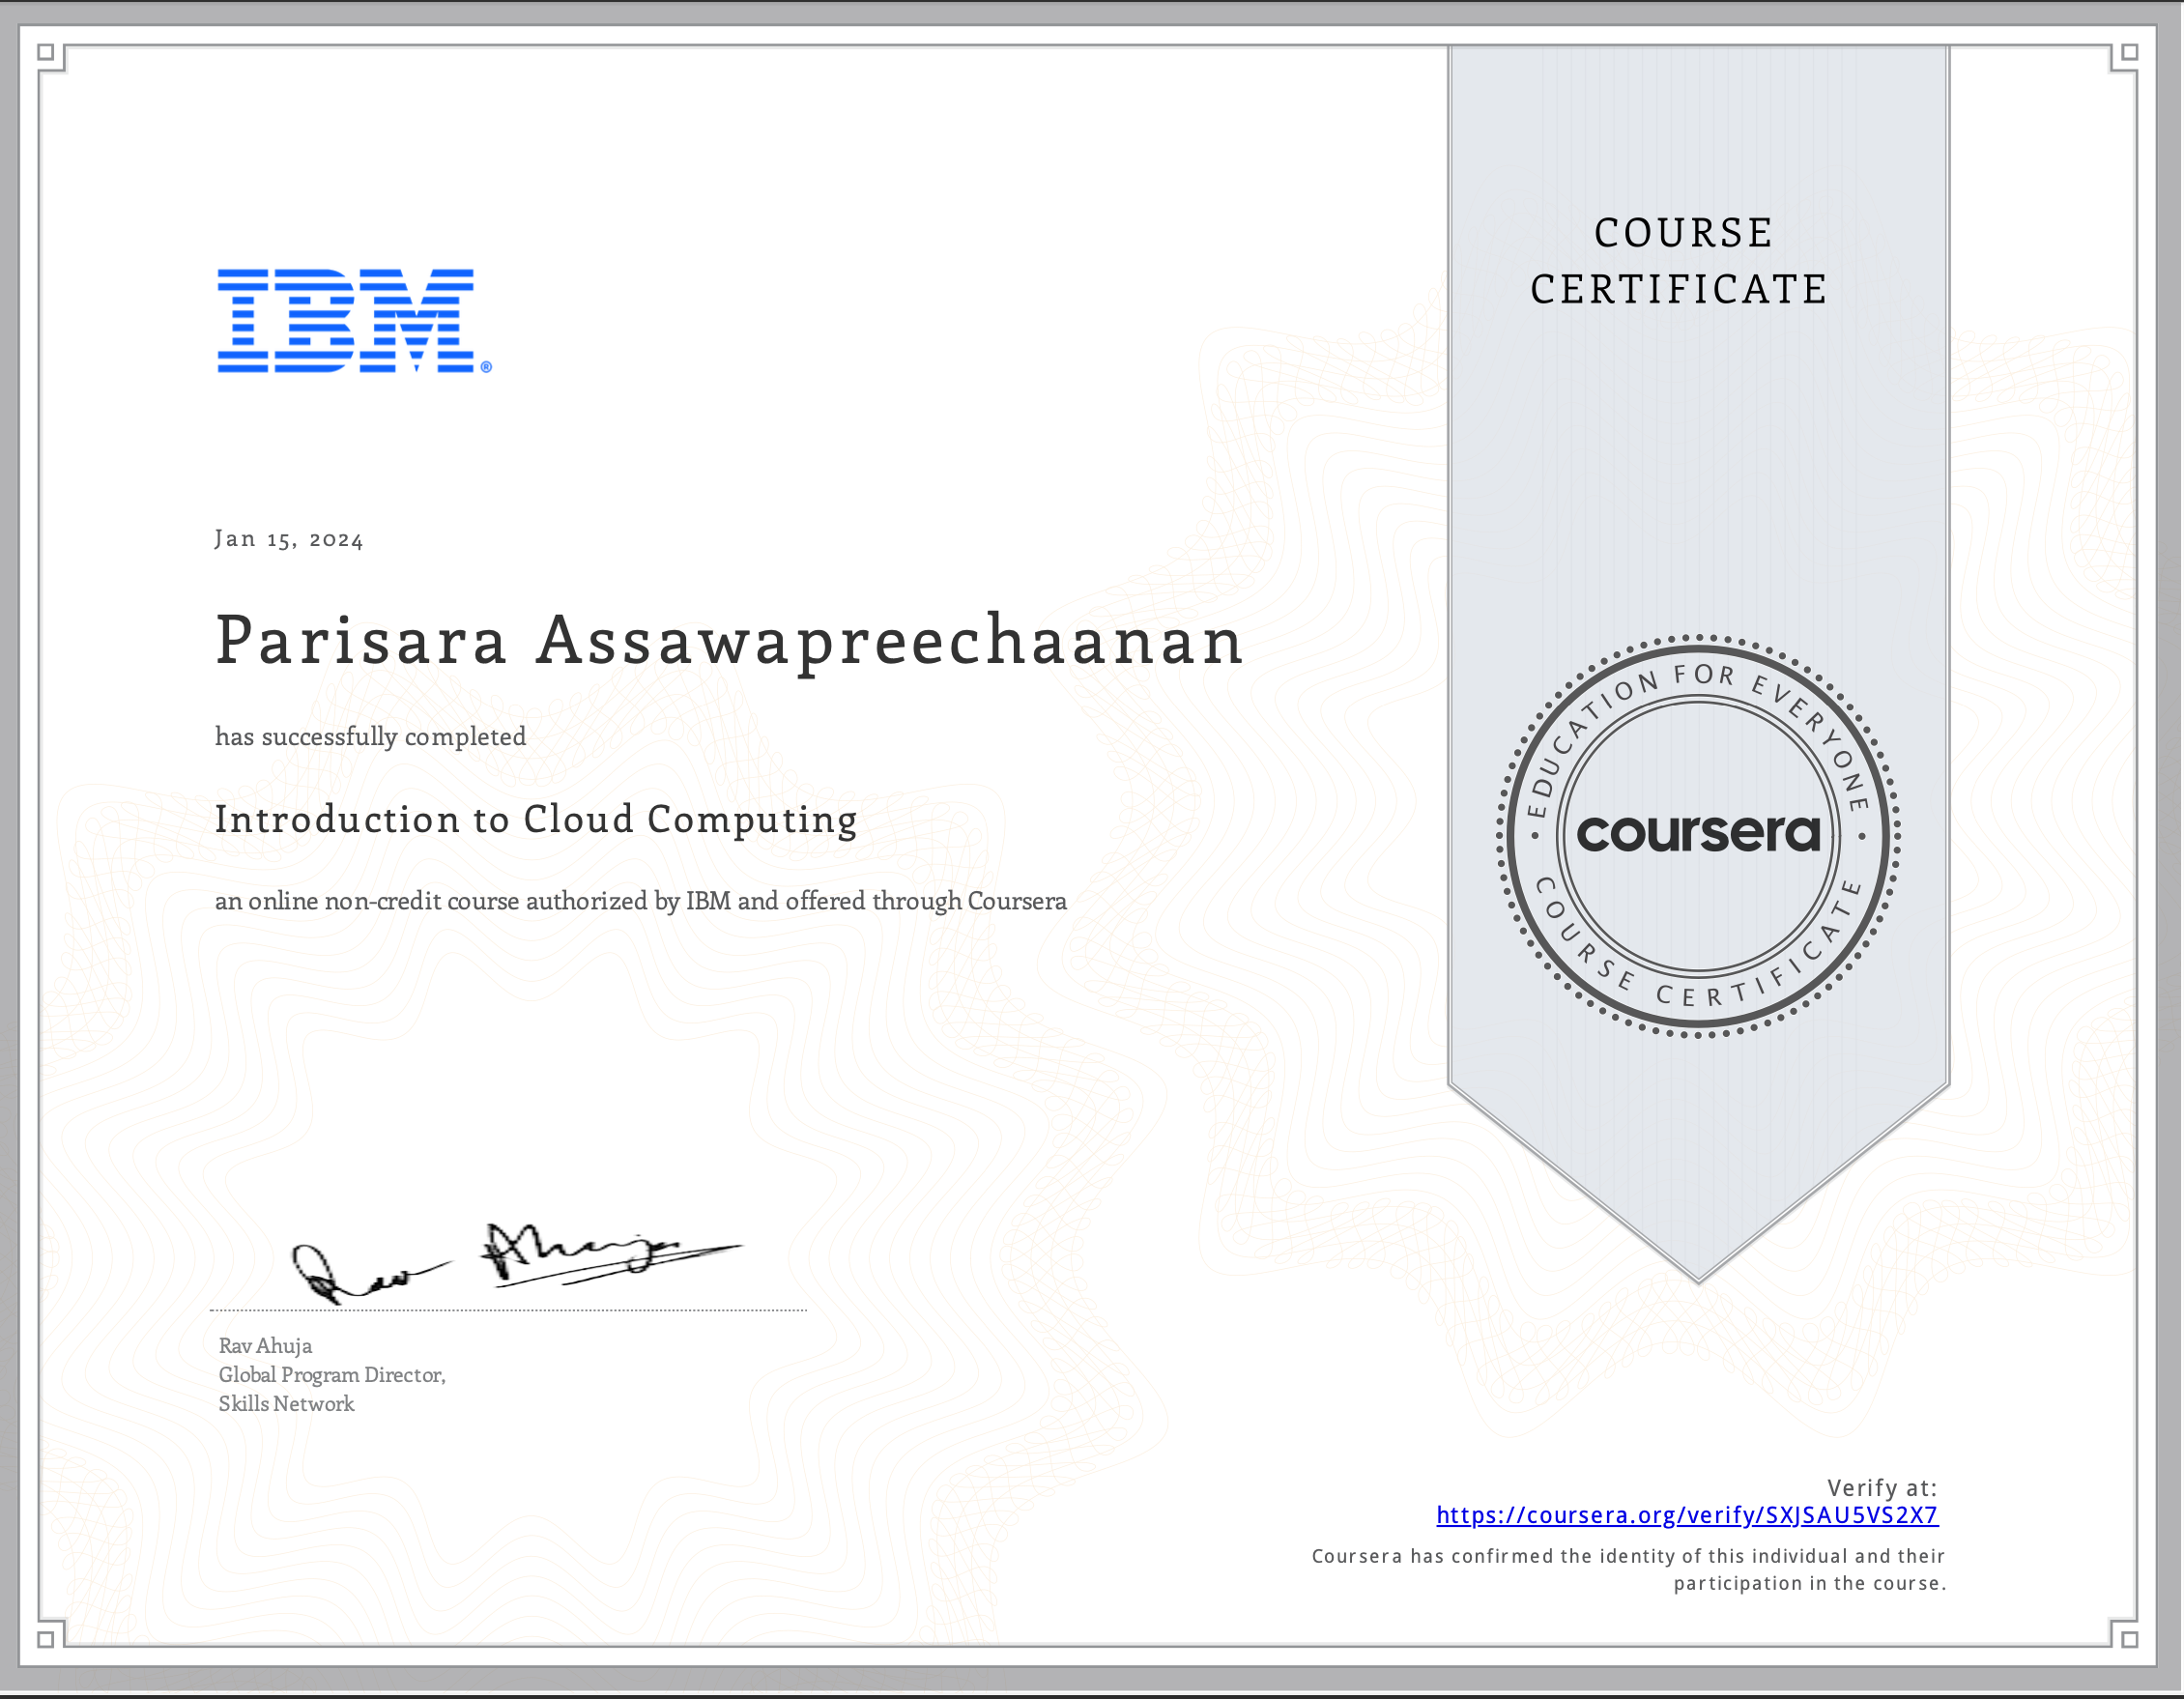 IBM®
COURSE
CERTIFICATE
Jan 15, 2024
Parisara Assawapreechaanan
has successfully completed
Introduction to Cloud Computing
an online non-credit course authorized by IBM and offered through Coursera
EDUCATION FOR EVERYONE
coursera
COURSE CERTIFICATE
Rav Ahuja
Rav Ahuja
Global Program Director,
Skills Network
Verify at:
https://coursera.org/verify/SXJSAU5VS2X7
Coursera has confirmed the identity of this individual and their
participation in the course.